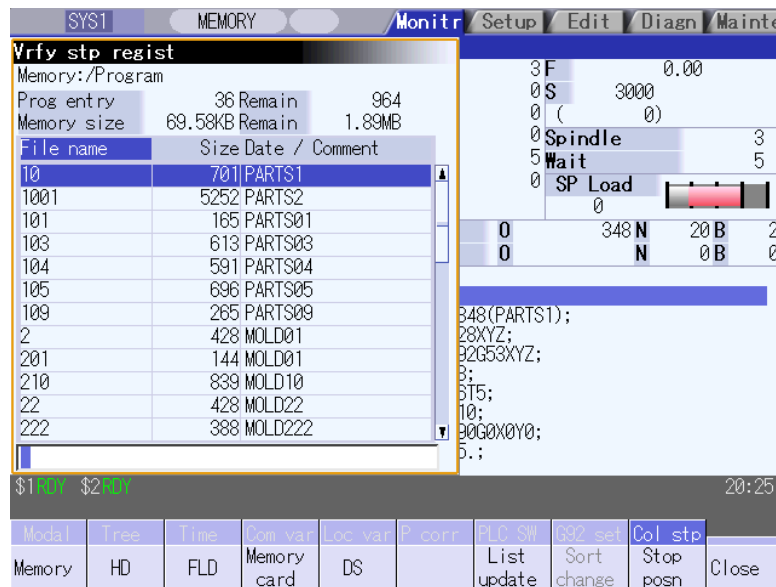 SYS1 MEMORY Monitr Setup Edit Diagn Mainte
Vrfy stp regist
Memory:/Program
Prog entry 36 Remain 964
Memory size 69.58KB Remain 1.89MB
File name Size Date / Comment
10 701 PARTS1
1001 5252 PARTS2
101 165 PARTS01
103 613 PARTS03
104 591 PARTS04
105 696 PARTS05
109 265 PARTS09
2 428 MOLD01
201 144 MOLD01
210 839 MOLD10
22 428 MOLD22
222 388 MOLD222
3 F 0.00
0 S 3000
0 ( 0)
0 Spindle 3
5 Wait 5
0 SP Load
0
O 348 N 20 B 2
O N 0 B 0
348(PARTS1);
28XYZ;
92G53XYZ;
3;
6T5;
10;
90G0X0Y0;
5.;
$1RDY $2RDY 20:25
Modal Tree Time Com var Loc var P corr PLC SW G92 set Col stp
Memory HD FLD Memory card DS List update Sort change Stop posn Close